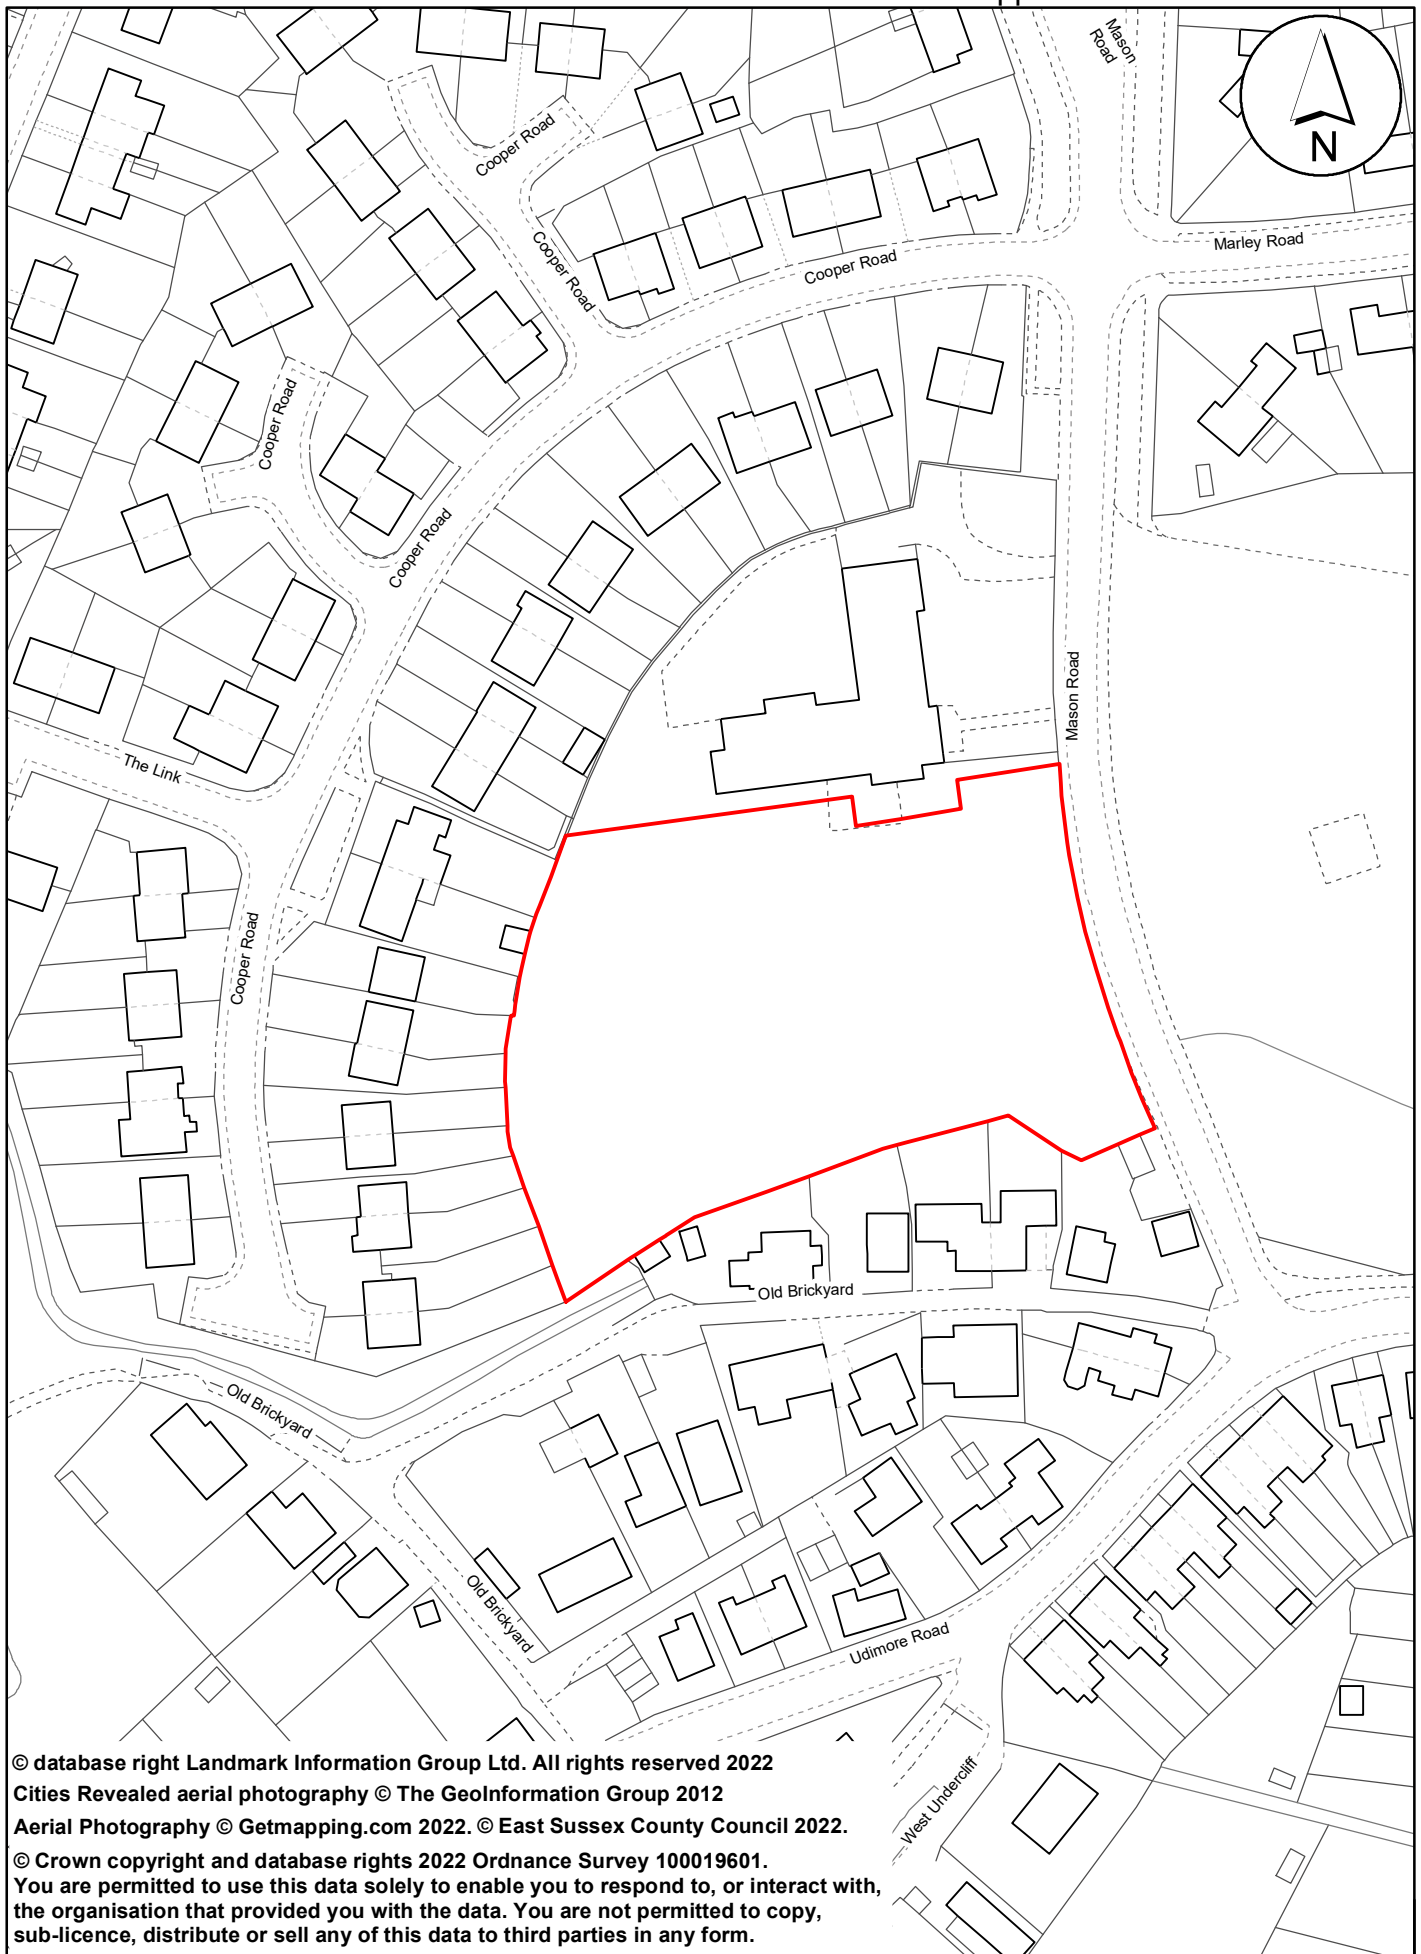 Mason
Road
N
Cooper Road
Cooper Road
Cooper Road
Marley Road
Cooper Road
Cooper Road
Mason Road
The Link
Cooper Road
Old Brickyard
Old Brickyard
Old Brickyard
Udimore Road
West Undercliff
© database right Landmark Information Group Ltd. All rights reserved 2022
Cities Revealed aerial photography © The GeoInformation Group 2012
Aerial Photography © Getmapping.com 2022. © East Sussex County Council 2022.
© Crown copyright and database rights 2022 Ordnance Survey 100019601.
You are permitted to use this data solely to enable you to respond to, or interact with,
the organisation that provided you with the data. You are not permitted to copy,
sub-licence, distribute or sell any of this data to third parties in any form.